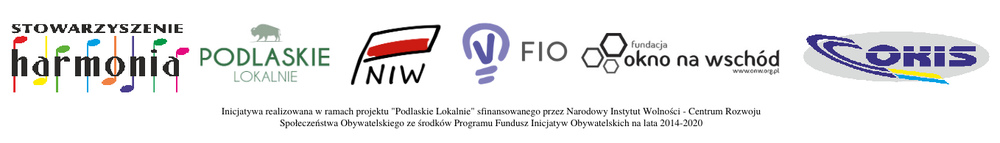 STOWARZYSZENIE
harmonia
PODLASKIE
LOKALNIE
NIW
FIO
fundacja
okno na wschód
www.onw.org.pl
OKIS
Inicjatywa realizowana w ramach projektu "Podlaskie Lokalnie" sfinansowanego przez Narodowy Instytut Wolności - Centrum Rozwoju
Społeczeństwa Obywatelskiego ze środków Programu Fundusz Inicjatyw Obywatelskich na lata 2014-2020